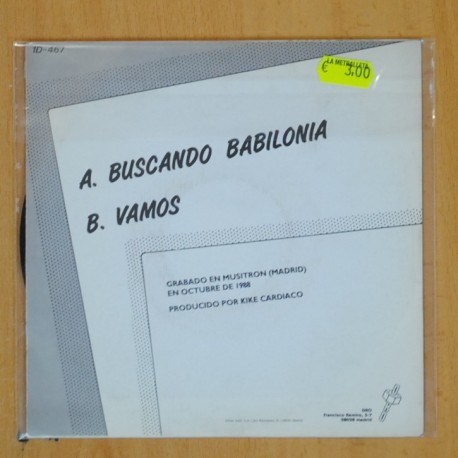 1D-467
LA METRALLETA
€ 3,00
A. BUSCANDO BABILONIA
B. VAMOS
GRABADO EN MUSITRON (MADRID)
EN OCTUBRE DE 1988
PRODUCIDO POR KIKE CARDIACO